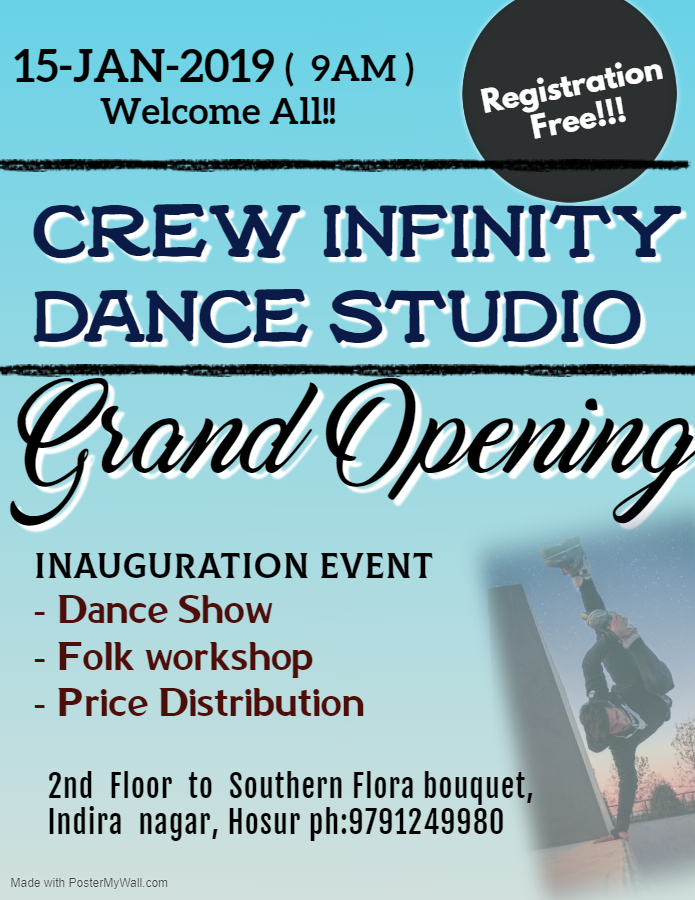 15-JAN-2019 ( 9AM )
Welcome All!!
Registration
Free!!!
CREW INFINITY
DANCE STUDIO
Grand Opening
INAUGURATION EVENT
- Dance Show
- Folk workshop
- Price Distribution
2nd Floor to Southern Flora bouquet,
Indira nagar, Hosur ph:9791249980
Made with PosterMyWall.com